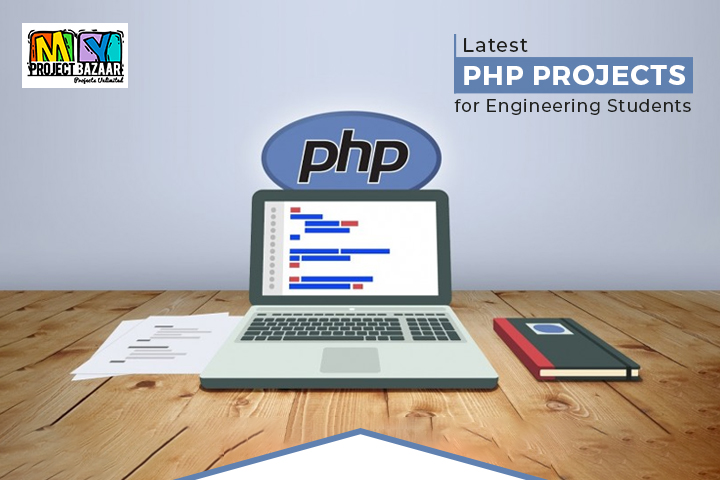 MY
PROJECT BAZAAR
Projects Unlimited
Latest
PHP PROJECTS
for Engineering Students
php